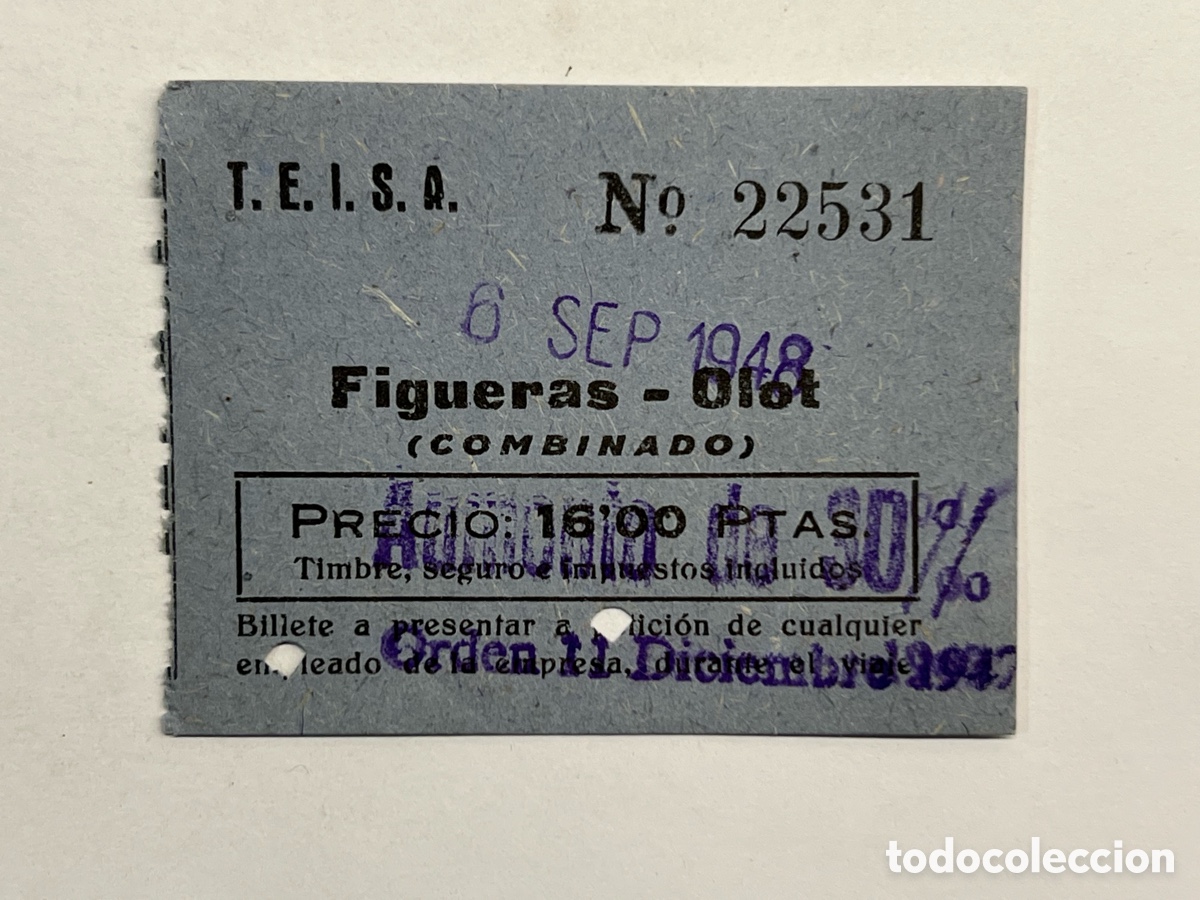 T. E. I. S. A.
Nº 22531
6 SEP 1948
Figueras - Olot
(COMBINADO)
PRECIO: 16'00 PTAS.
Aumento de 30%
Timbre, seguro e impuestos incluidos
Billete a presentar a petición de cualquier
empleado de la empresa, durante el viaje
Orden 11 Diciembre 1947
todocoleccion